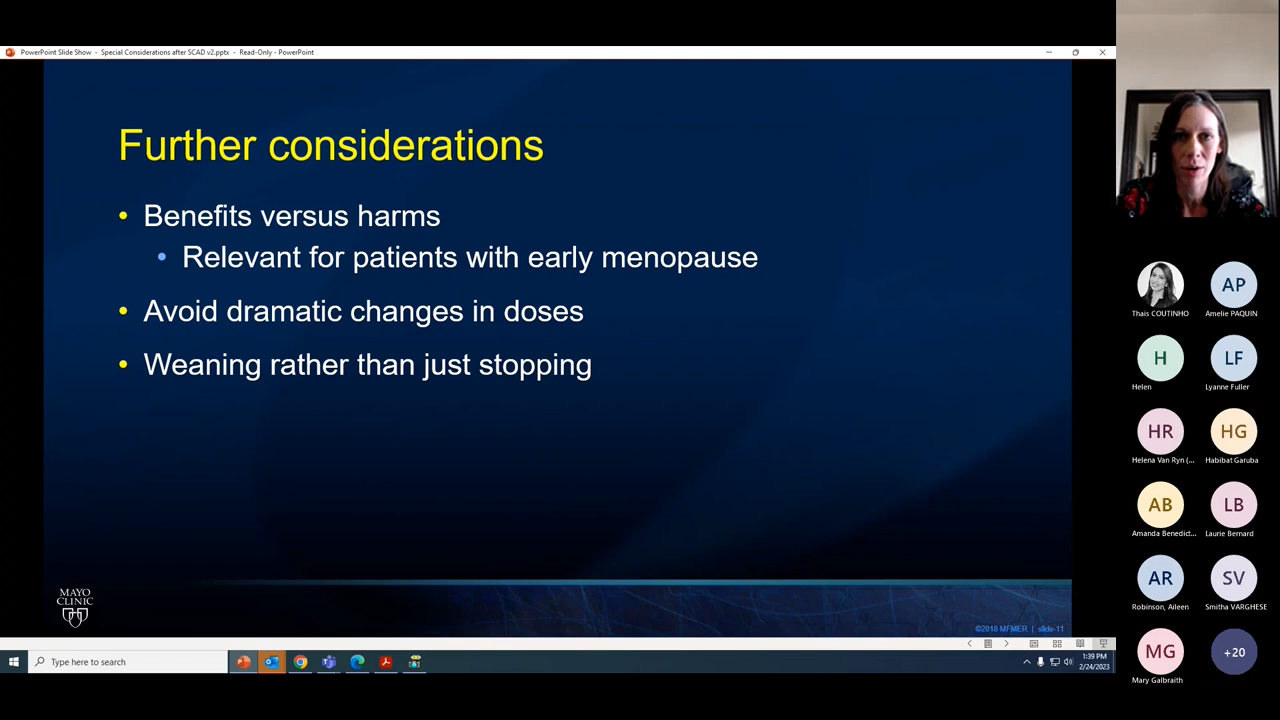 PowerPoint Slide Show - Special Considerations after SCAD v2.pptx - Read-Only - PowerPoint
Further considerations
• Benefits versus harms
• Relevant for patients with early menopause
• Avoid dramatic changes in doses
• Weaning rather than just stopping
MAYO
CLINIC
©2018 MFMER | slide-11
Type here to search
1:39 PM
2/24/2023
Thais COUTINHO
AP
Amelie PAQUIN
H
Helen
LF
Lyanne Fuller
HR
Helena Van Ryn (...
HG
Habibat Garuba
AB
Amanda Benedict...
LB
Laurie Bernard
AR
Robinson, Aileen
SV
Smitha VARGHESE
MG
Mary Galbraith
+20